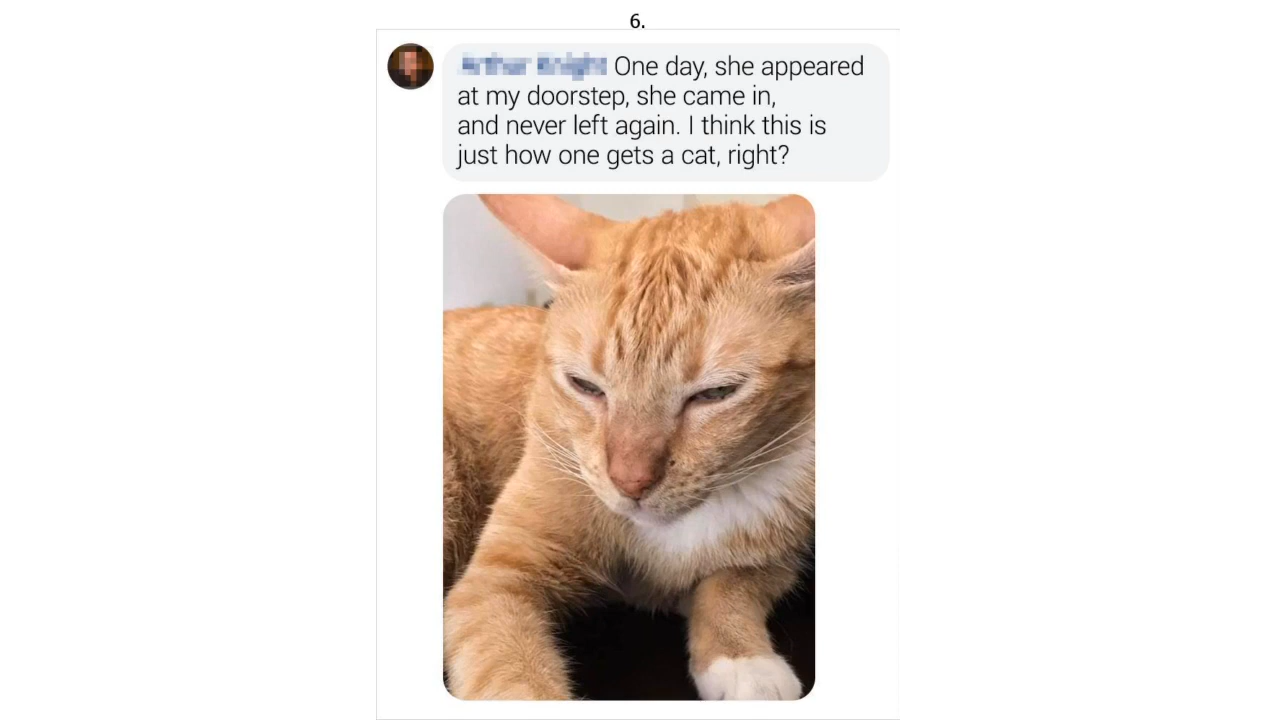 6.
One day, she appeared
at my doorstep, she came in,
and never left again. I think this is
just how one gets a cat, right?